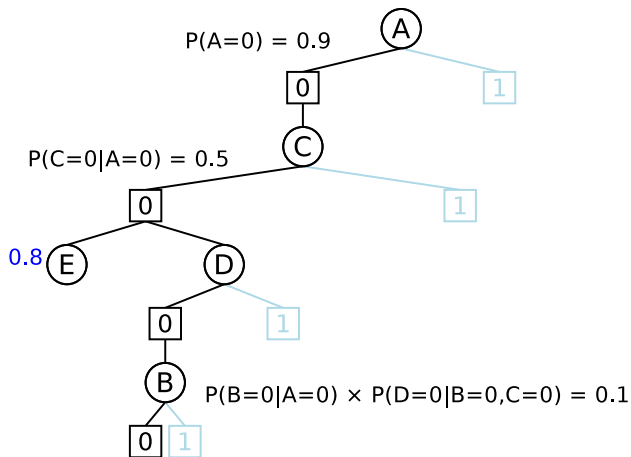 A
P(A=0) = 0.9
0 1
C
P(C=0|A=0) = 0.5
0 1
0.8 E D
0 1
B
P(B=0|A=0) × P(D=0|B=0,C=0) = 0.1
0 1